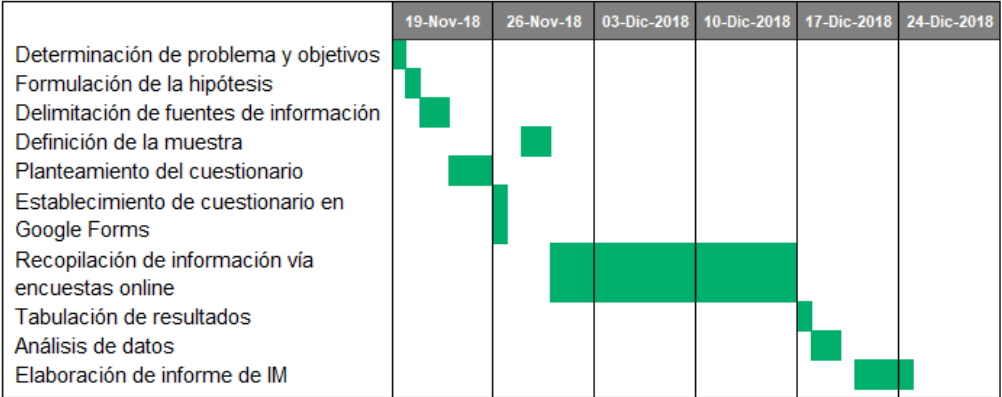 19-Nov-18 26-Nov-18 03-Dic-2018 10-Dic-2018 17-Dic-2018 24-Dic-2018
Determinación de problema y objetivos
Formulación de la hipótesis
Delimitación de fuentes de información
Definición de la muestra
Planteamiento del cuestionario
Establecimiento de cuestionario en
Google Forms
Recopilación de información vía
encuestas online
Tabulación de resultados
Análisis de datos
Elaboración de informe de IM